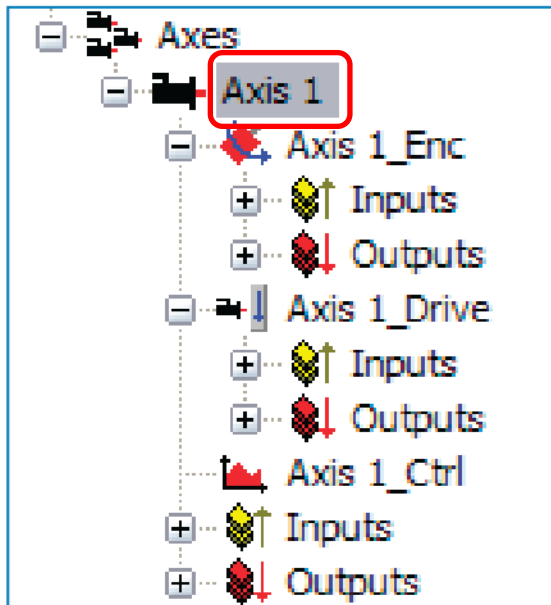 Axes
Axis 1
Axis 1_Enc
Inputs
Outputs
Axis 1_Drive
Inputs
Outputs
Axis 1_Ctrl
Inputs
Outputs